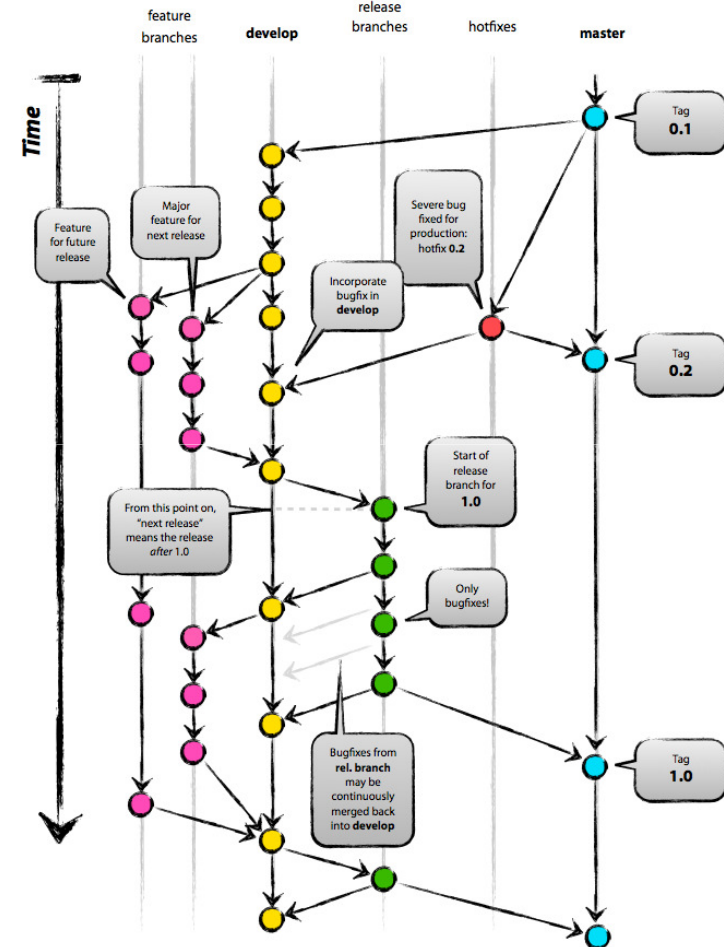 feature
branches
develop
release
branches
hotfixes
master
Time
Tag
0.1
Major
feature for
next release
Severe bug
fixed for
production:
hotfix 0.2
Feature
for future
release
Incorporate
bugfix in
develop
Tag
0.2
Start of
release
branch for
1.0
From this point on,
“next release”
means the release
after 1.0
Only
bugfixes!
Bugfixes from
rel. branch
may be
continuously
merged back
into develop
Tag
1.0